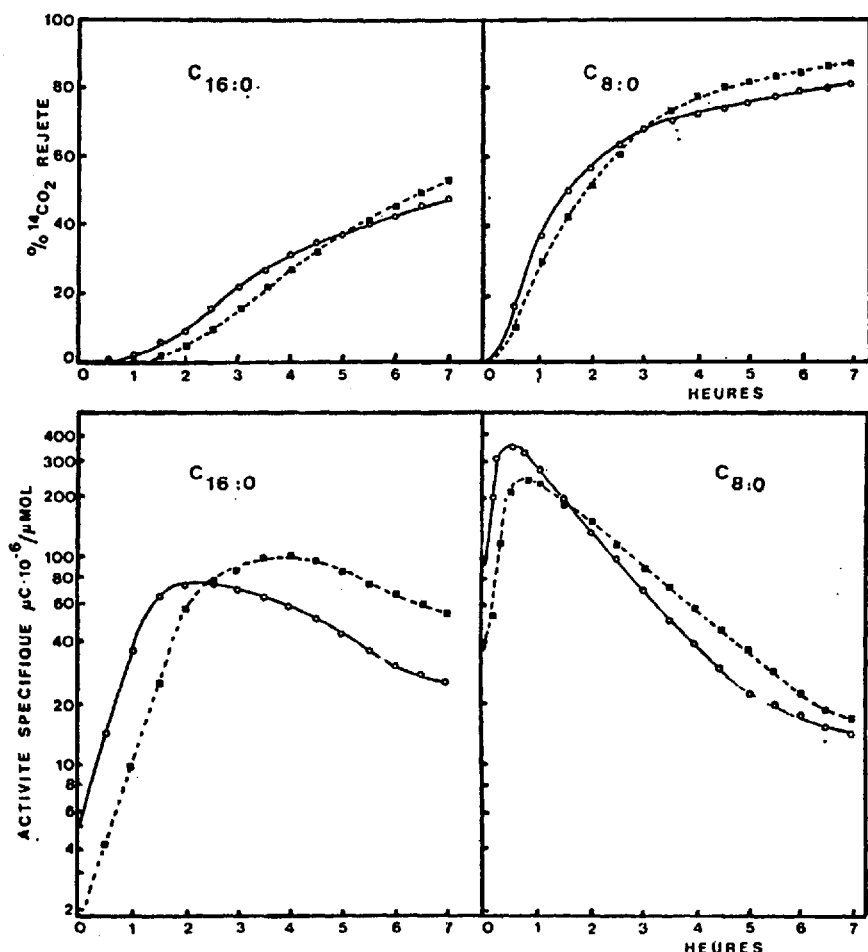 % ¹⁴CO₂ REJETE
100
80
60
40
20
0
C16:0
C8:0
0 1 2 3 4 5 6 7
0 1 2 3 4 5 6 7
HEURES
ACTIVITE SPECIFIQUE µC·10⁻⁶/µMOL
400
300
200
100
80
60
40
20
10
8
6
4
2
C16:0
C8:0
0 1 2 3 4 5 6 7
0 1 2 3 4 5 6 7
HEURES